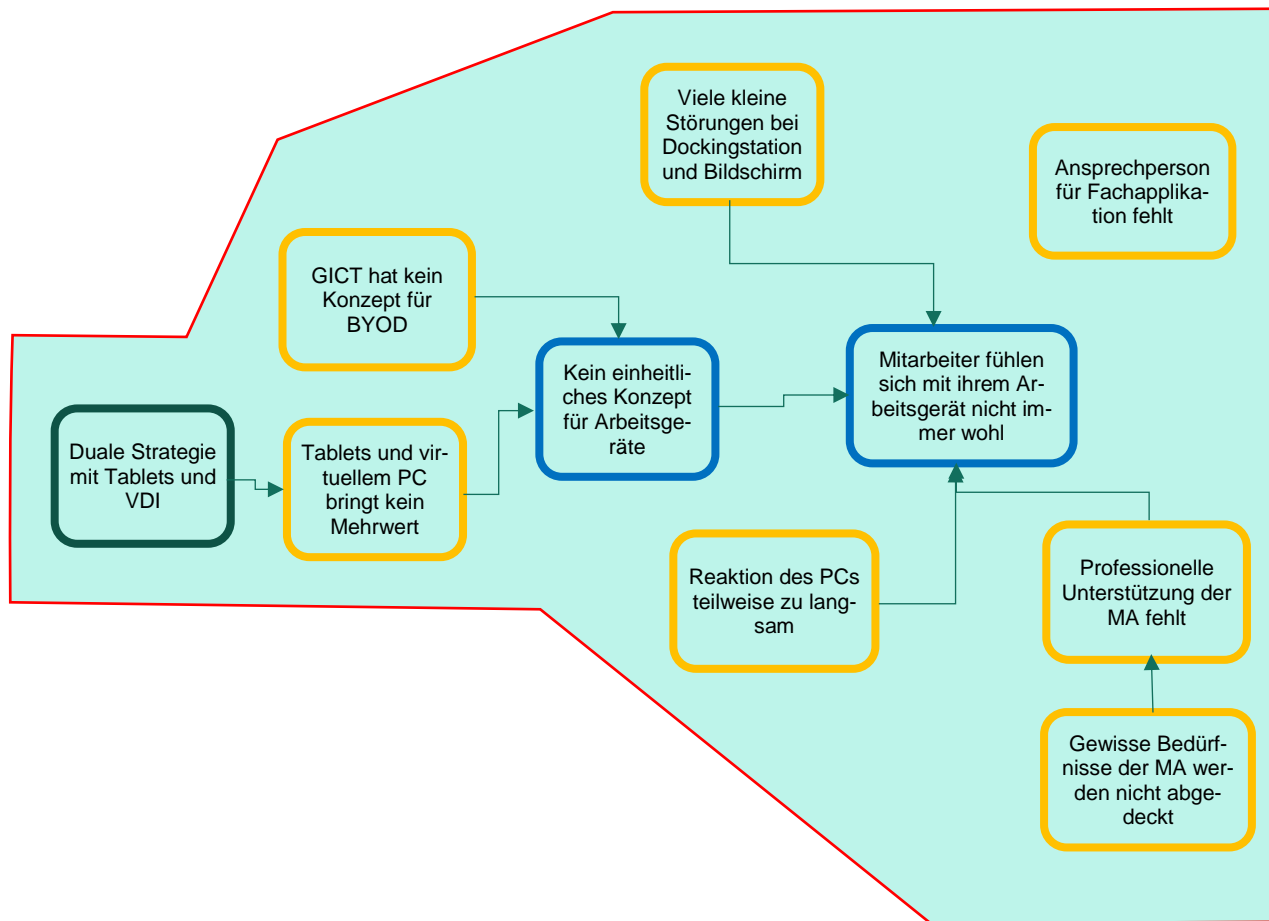 Viele kleine
Störungen bei
Dockingstation
und Bildschirm
Ansprechperson
für Fachapplika-
tion fehlt
GICT hat kein
Konzept für
BYOD
Kein einheitli-
ches Konzept
für Arbeitsge-
räte
Mitarbeiter fühlen
sich mit ihrem Ar-
beitsgerät nicht im-
mer wohl
Duale Strategie
mit Tablets und
VDI
Tablets und vir-
tuellem PC
bringt kein
Mehrwert
Reaktion des PCs
teilweise zu lang-
sam
Professionelle
Unterstützung der
MA fehlt
Gewisse Bedürf-
nisse der MA wer-
den nicht abge-
deckt